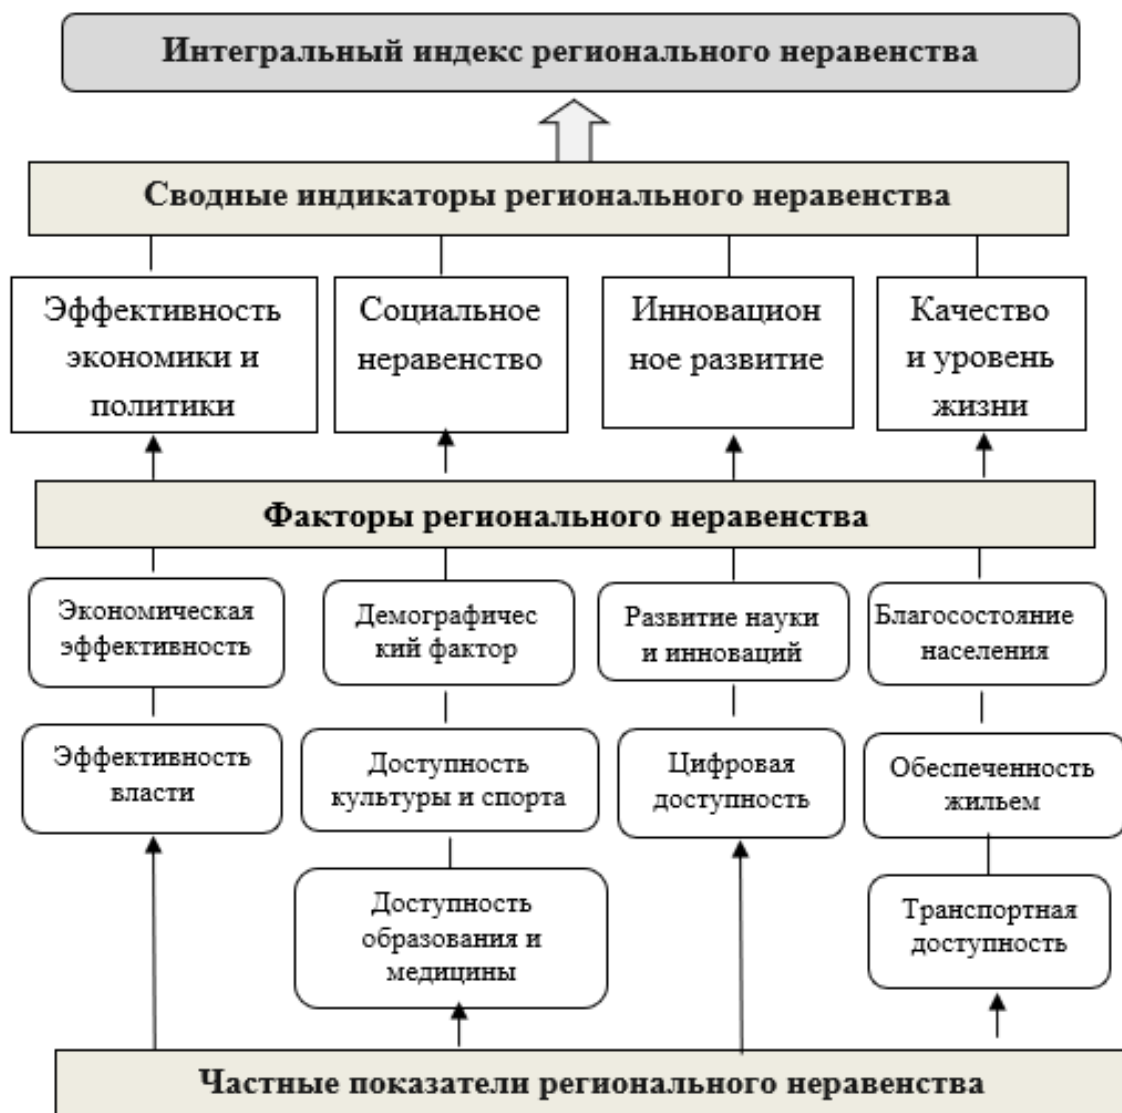 Интегральный индекс регионального неравенства
Сводные индикаторы регионального неравенства
Эффективность
экономики и
политики
Социальное
неравенство
Инновацион
ное развитие
Качество
и уровень
жизни
Факторы регионального неравенства
Экономическая
эффективность
Демографичес
кий фактор
Развитие науки
и инноваций
Благосостояние
населения
Эффективность
власти
Доступность
культуры и спорта
Цифровая
доступность
Обеспеченность
жильем
Доступность
образования и
медицины
Транспортная
доступность
Частные показатели регионального неравенства